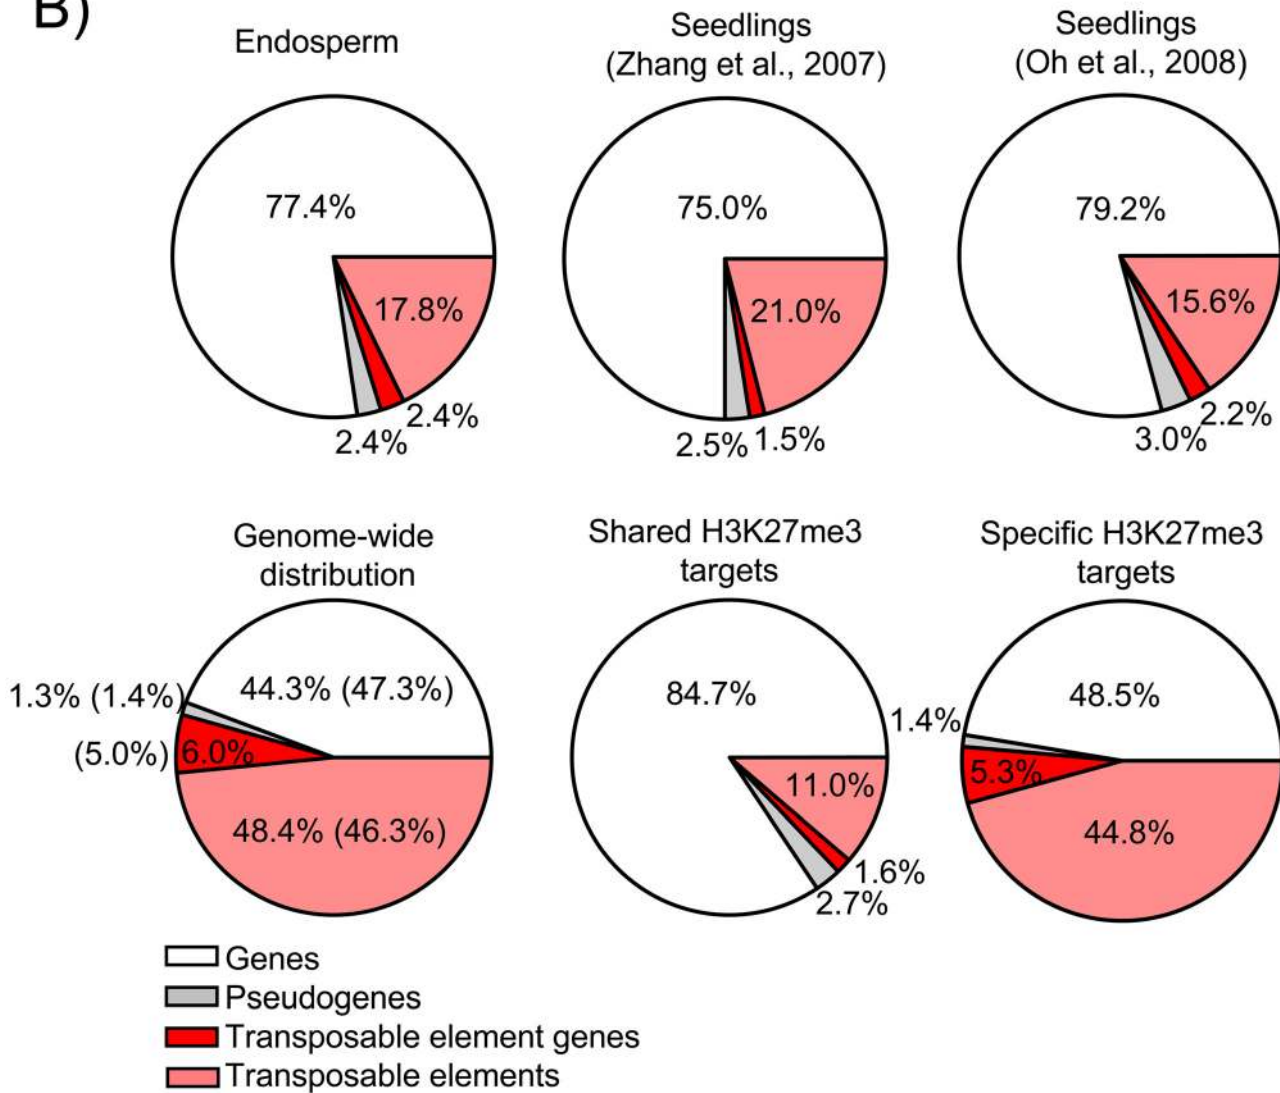 B)
Endosperm
Seedlings
(Zhang et al., 2007)
Seedlings
(Oh et al., 2008)
77.4%
17.8%
2.4%
2.4%
75.0%
21.0%
2.5%
1.5%
79.2%
15.6%
2.2%
3.0%
Genome-wide
distribution
Shared H3K27me3
targets
Specific H3K27me3
targets
44.3% (47.3%)
1.3% (1.4%)
(5.0%) 6.0%
48.4% (46.3%)
84.7%
11.0%
1.6%
2.7%
48.5%
1.4%
5.3%
44.8%
Genes
Pseudogenes
Transposable element genes
Transposable elements